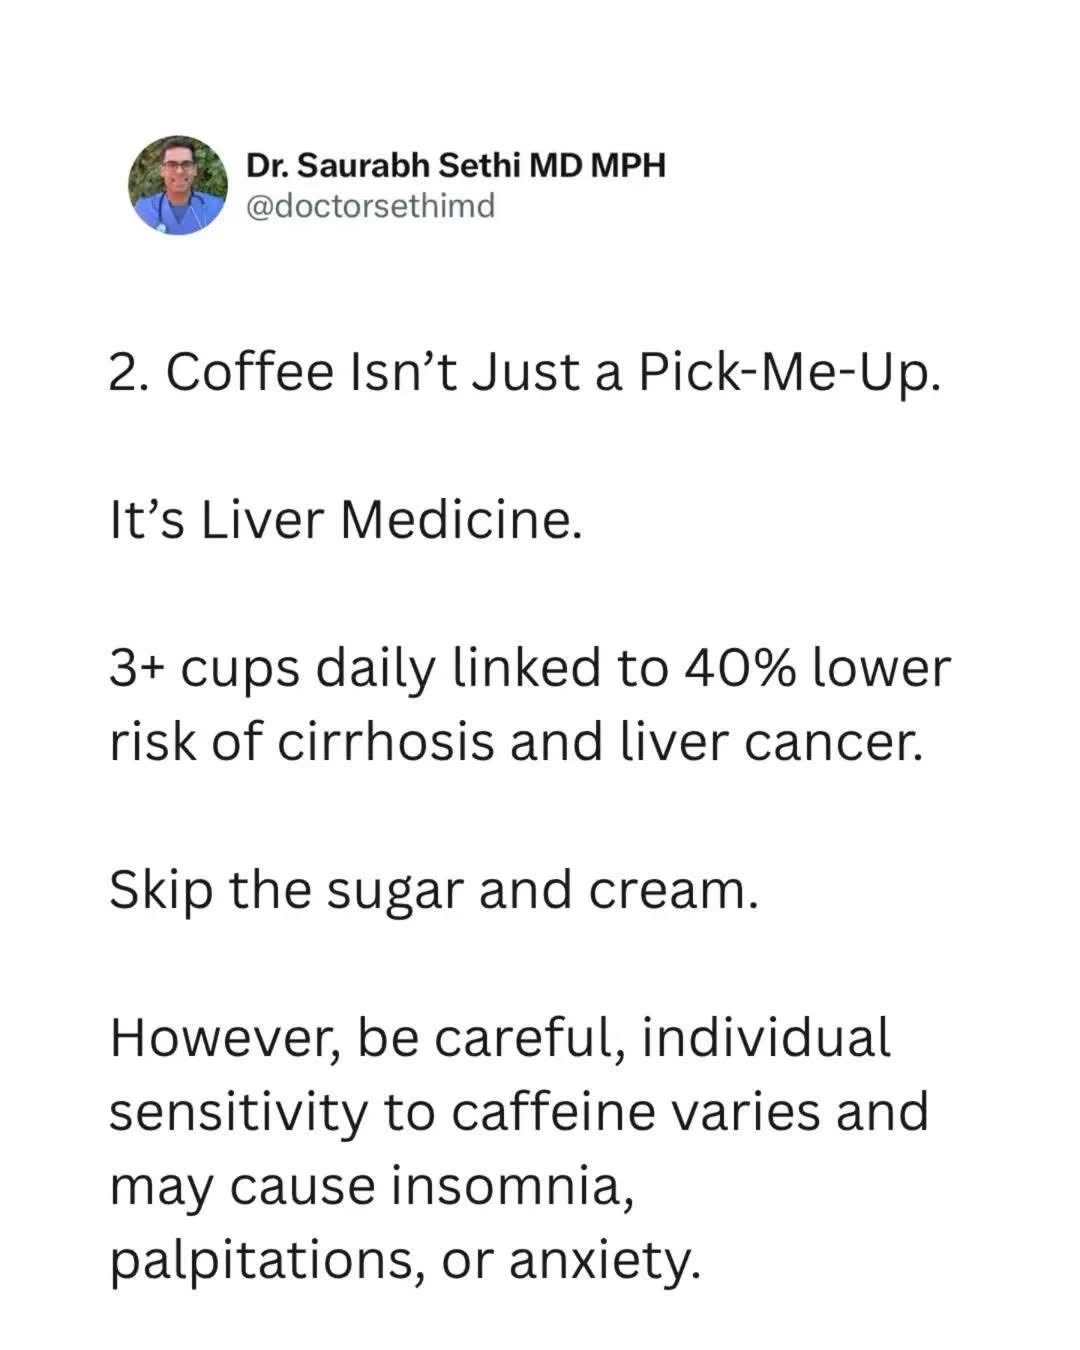 Dr. Saurabh Sethi MD MPH
@doctorsethimd
2. Coffee Isn’t Just a Pick-Me-Up.
It’s Liver Medicine.
3+ cups daily linked to 40% lower
risk of cirrhosis and liver cancer.
Skip the sugar and cream.
However, be careful, individual
sensitivity to caffeine varies and
may cause insomnia,
palpitations, or anxiety.